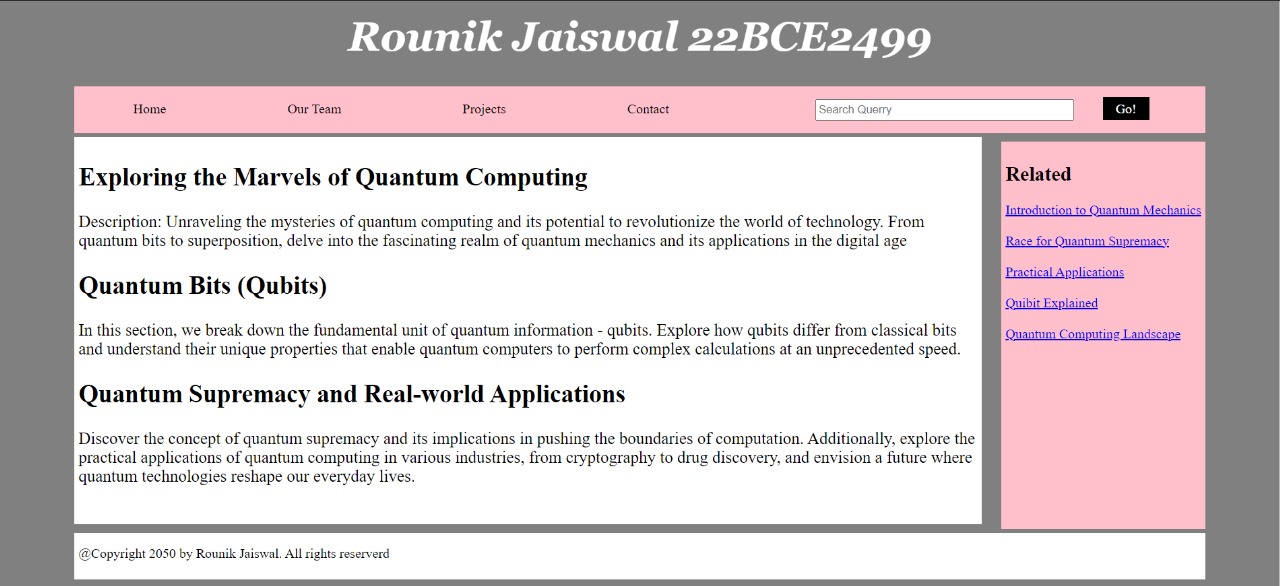 Rounik Jaiswal 22BCE2499
Home Our Team Projects Contact Search Querry Go!
Exploring the Marvels of Quantum Computing
Description: Unraveling the mysteries of quantum computing and its potential to revolutionize the world of technology. From
quantum bits to superposition, delve into the fascinating realm of quantum mechanics and its applications in the digital age
Quantum Bits (Qubits)
In this section, we break down the fundamental unit of quantum information - qubits. Explore how qubits differ from classical bits
and understand their unique properties that enable quantum computers to perform complex calculations at an unprecedented speed.
Quantum Supremacy and Real-world Applications
Discover the concept of quantum supremacy and its implications in pushing the boundaries of computation. Additionally, explore the
practical applications of quantum computing in various industries, from cryptography to drug discovery, and envision a future where
quantum technologies reshape our everyday lives.
Related
Introduction to Quantum Mechanics
Race for Quantum Supremacy
Practical Applications
Quibit Explained
Quantum Computing Landscape
@Copyright 2050 by Rounik Jaiswal. All rights reserverd